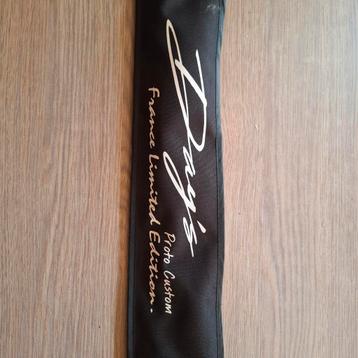 Day's
Proto Custom
France Limited Edition.